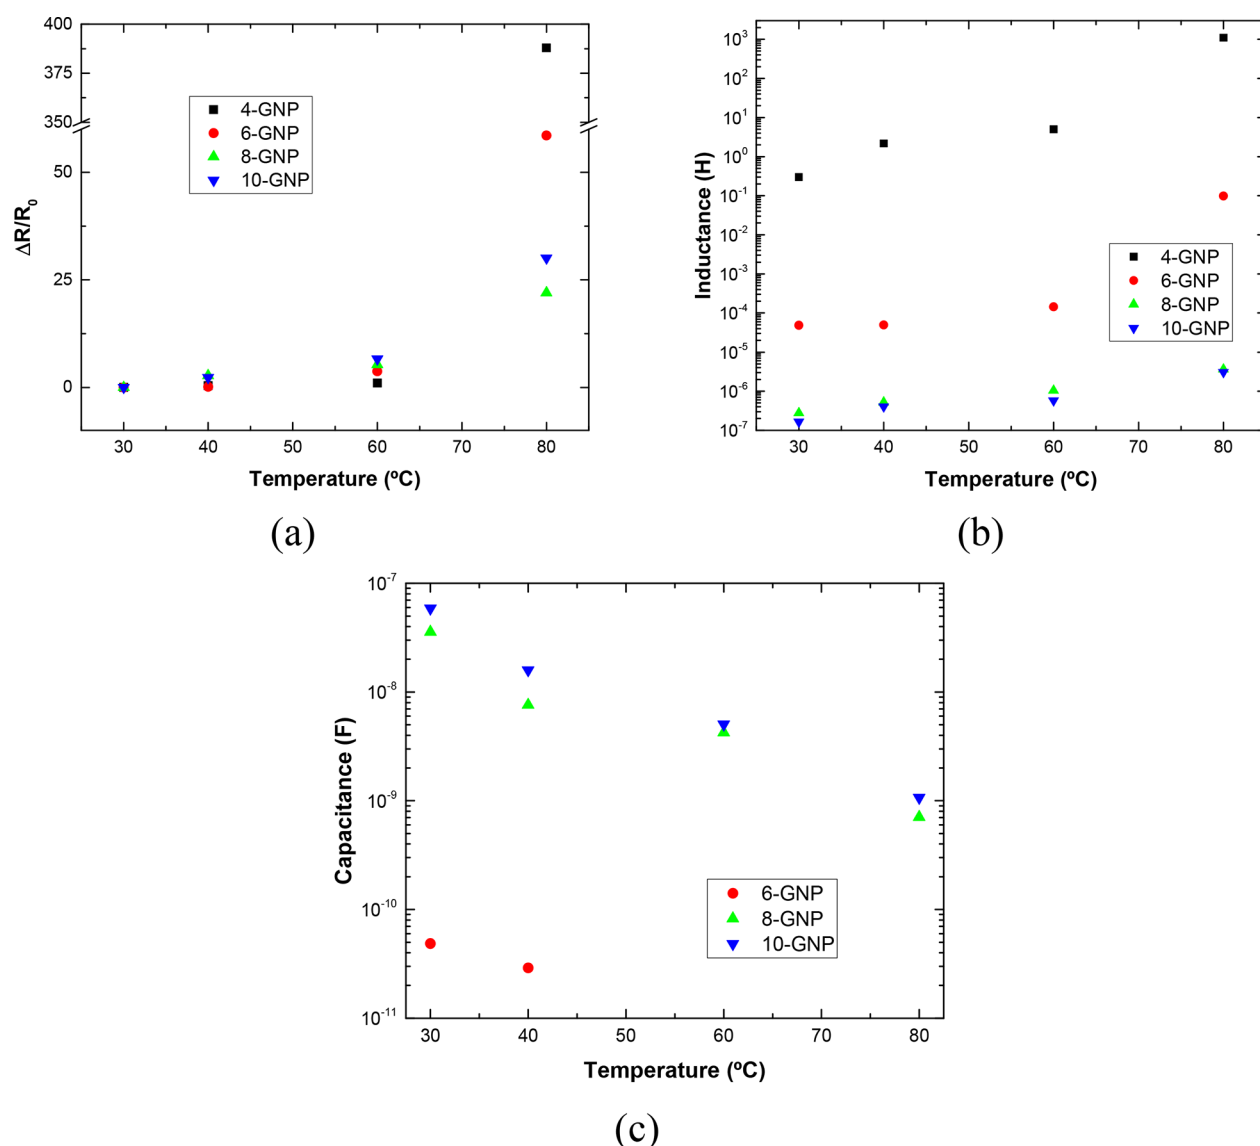 400
375
350
50
25
0
ΔR/R₀
4-GNP
6-GNP
8-GNP
10-GNP
30 40 50 60 70 80
Temperature (ºC)
(a)
10³
10²
10¹
10⁰
10⁻¹
10⁻²
10⁻³
10⁻⁴
10⁻⁵
10⁻⁶
10⁻⁷
Inductance (H)
4-GNP
6-GNP
8-GNP
10-GNP
30 40 50 60 70 80
Temperature (ºC)
(b)
10⁻⁷
10⁻⁸
10⁻⁹
10⁻¹⁰
10⁻¹¹
Capacitance (F)
6-GNP
8-GNP
10-GNP
30 40 50 60 70 80
Temperature (ºC)
(c)